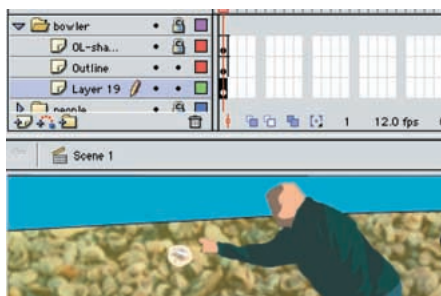 bowler
OL-sha...
Outline
Layer 19
people
1 12.0 fps
Scene 1